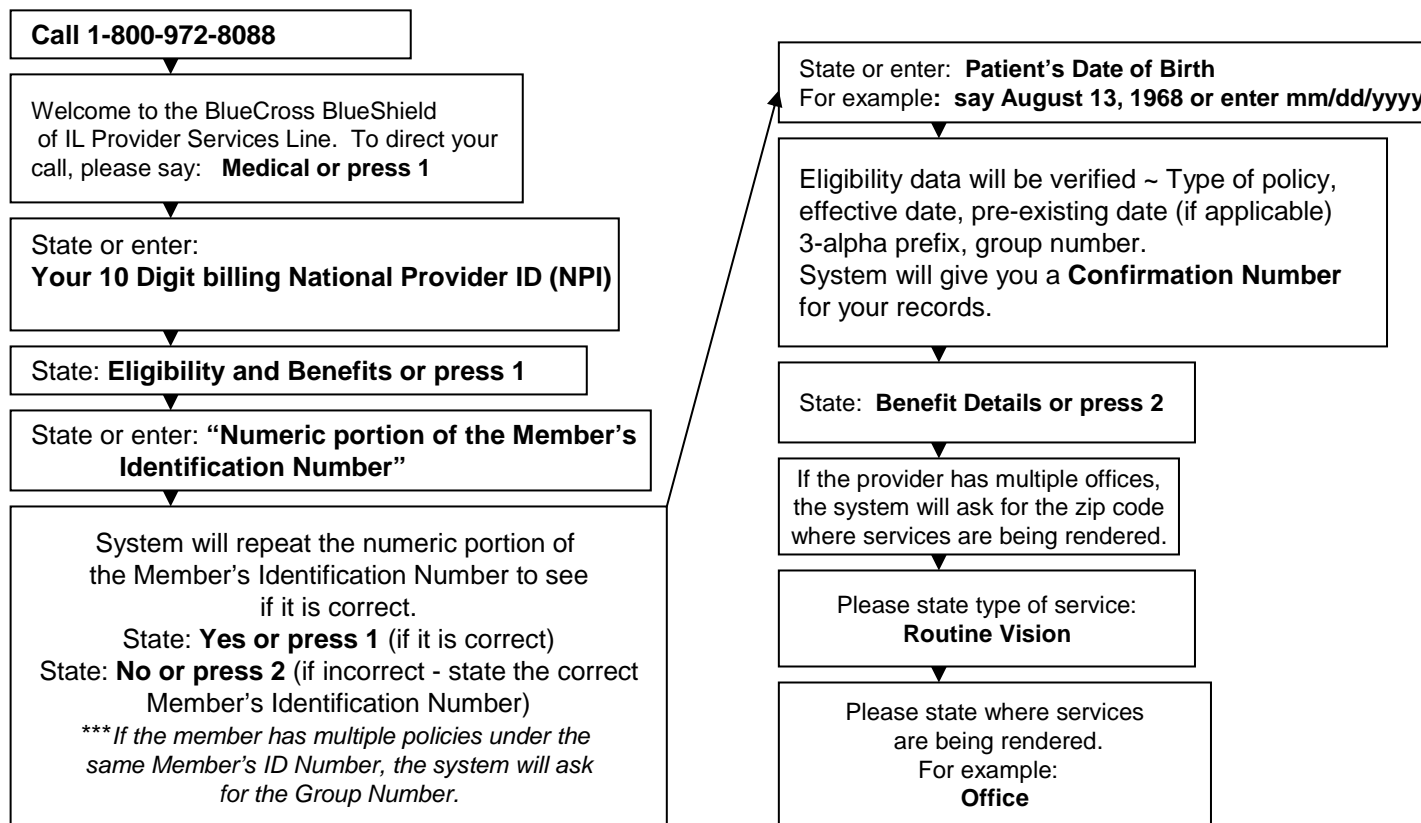 Call 1-800-972-8088
Welcome to the BlueCross BlueShield
of IL Provider Services Line. To direct your
call, please say: Medical or press 1
State or enter:
Your 10 Digit billing National Provider ID (NPI)
State: Eligibility and Benefits or press 1
State or enter: “Numeric portion of the Member’s
Identification Number”
System will repeat the numeric portion of
the Member’s Identification Number to see
if it is correct.
State: Yes or press 1 (if it is correct)
State: No or press 2 (if incorrect - state the correct
Member’s Identification Number)
***If the member has multiple policies under the
same Member’s ID Number, the system will ask
for the Group Number.
State or enter: Patient’s Date of Birth
For example: say August 13, 1968 or enter mm/dd/yyyy
Eligibility data will be verified ~ Type of policy,
effective date, pre-existing date (if applicable)
3-alpha prefix, group number.
System will give you a Confirmation Number
for your records.
State: Benefit Details or press 2
If the provider has multiple offices,
the system will ask for the zip code
where services are being rendered.
Please state type of service:
Routine Vision
Please state where services
are being rendered.
For example:
Office